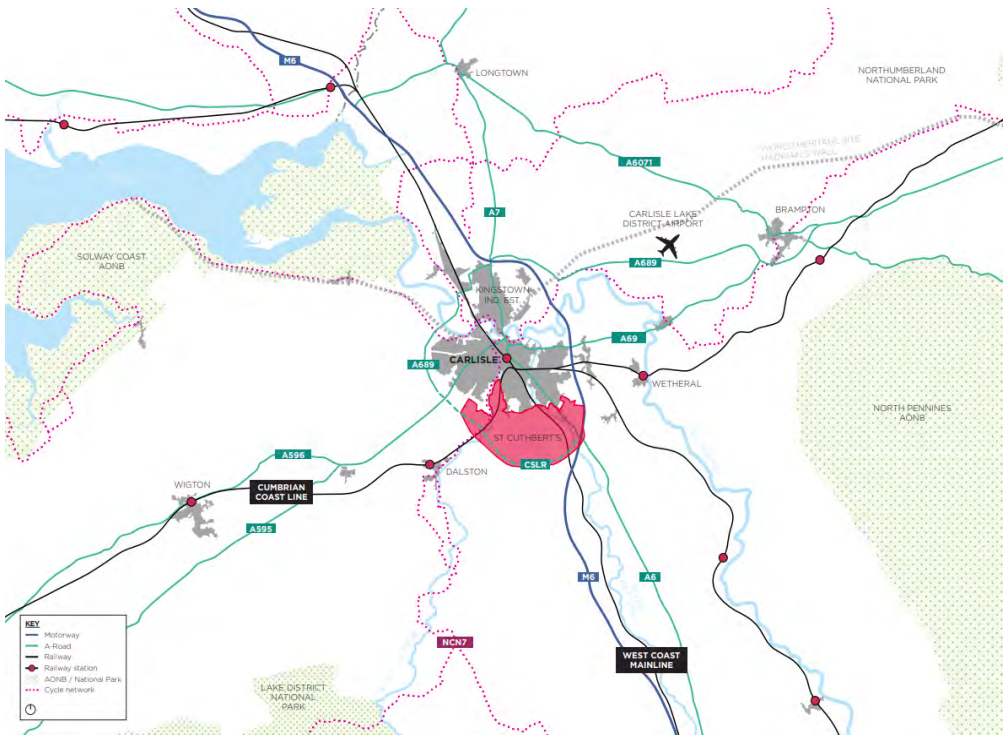 M6
LONGTOWN
NORTHUMBERLAND
NATIONAL PARK
WORLD HERITAGE SITE
HADRIAN'S WALL
A6071
A7
CARLISLE LAKE
DISTRICT AIRPORT
BRAMPTON
SOLWAY COAST
AONB
A689
KINGSTOWN
IND. EST.
A69
CARLISLE
A689
WETHERAL
NORTH PENNINES
AONB
ST CUTHBERT'S
A596
CSLR
DALSTON
WIGTON
CUMBRIAN
COAST LINE
A595
M6
A6
NCN7
WEST COAST
MAINLINE
LAKE DISTRICT
NATIONAL
PARK
KEY
Motorway
A-Road
Railway
Railway station
AONB / National Park
Cycle network